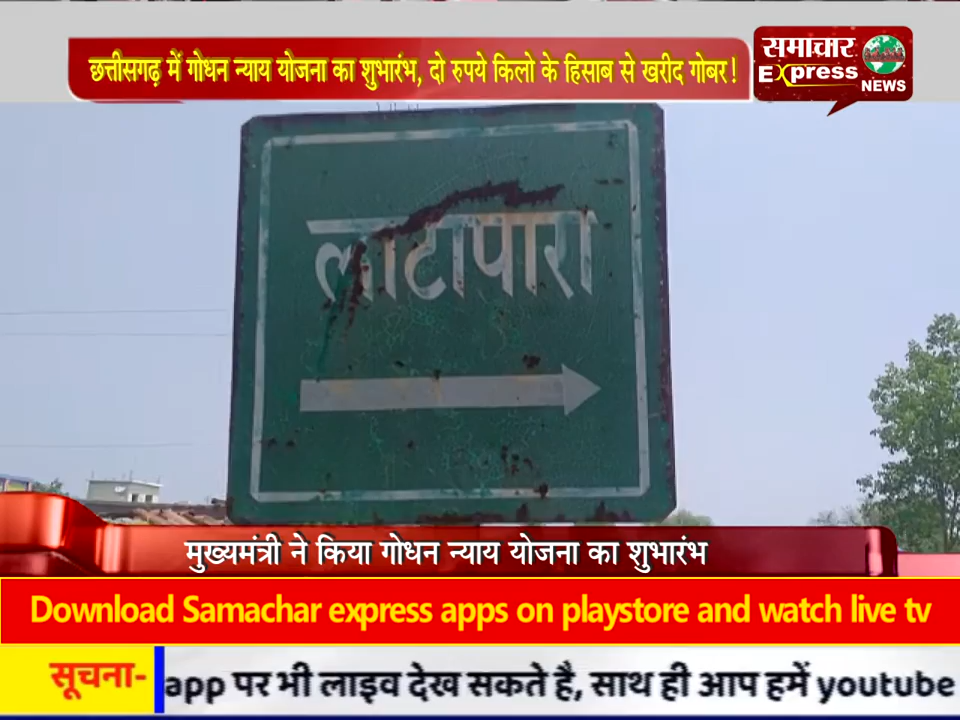 छत्तीसगढ़ में गोधन न्याय योजना का शुभारंभ, दो रुपये किलो के हिसाब से खरीद गोबर!
समाचार
Express
NEWS
लाटापारा
मुख्यमंत्री ने किया गोधन न्याय योजना का शुभारंभ
Download Samachar express apps on playstore and watch live tv
सूचना- app पर भी लाइव देख सकते है, साथ ही आप हमें youtube